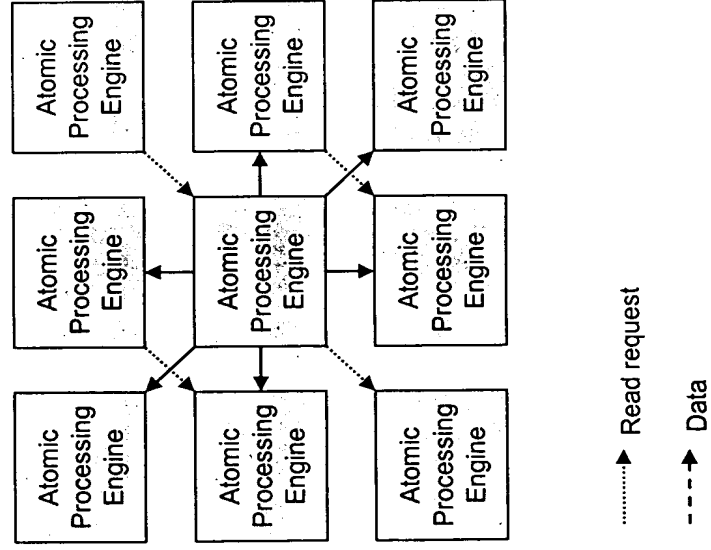 Atomic
Processing
Engine
Atomic
Processing
Engine
Atomic
Processing
Engine
Atomic
Processing
Engine
Atomic
Processing
Engine
Atomic
Processing
Engine
Atomic
Processing
Engine
Atomic
Processing
Engine
Atomic
Processing
Engine
Read request
Data